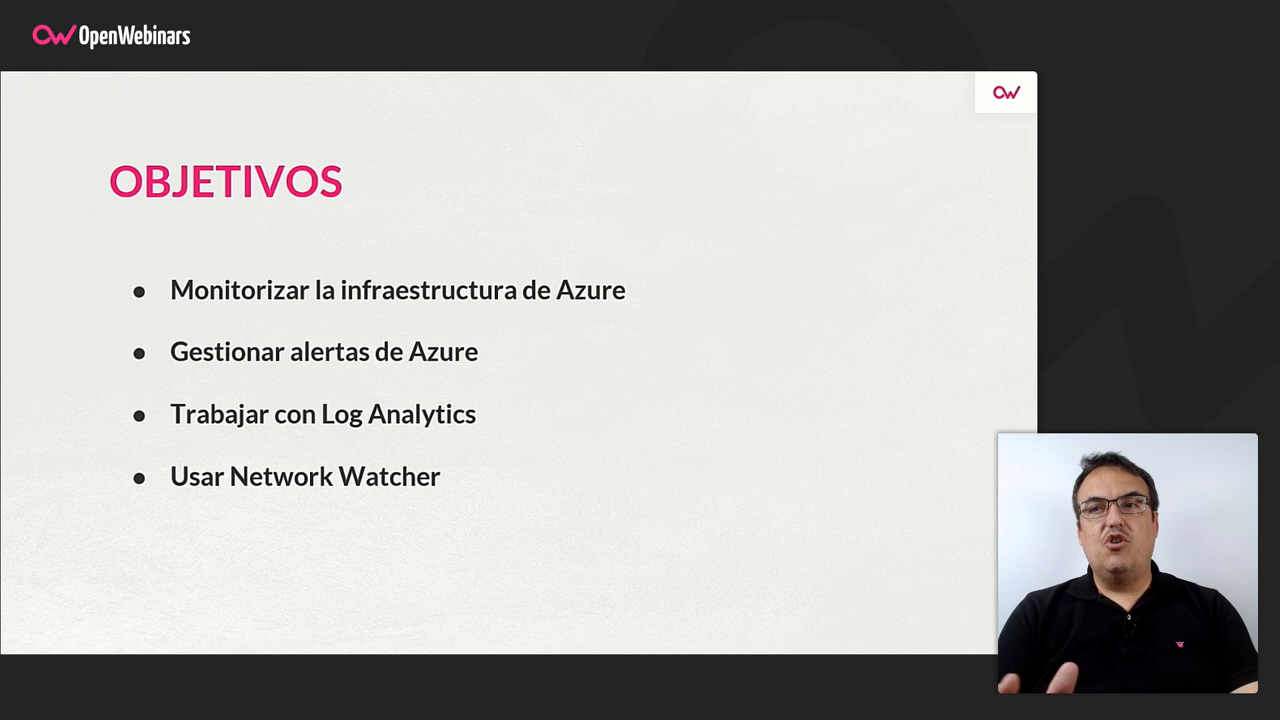 OpenWebinars
OBJETIVOS
● Monitorizar la infraestructura de Azure
● Gestionar alertas de Azure
● Trabajar con Log Analytics
● Usar Network Watcher